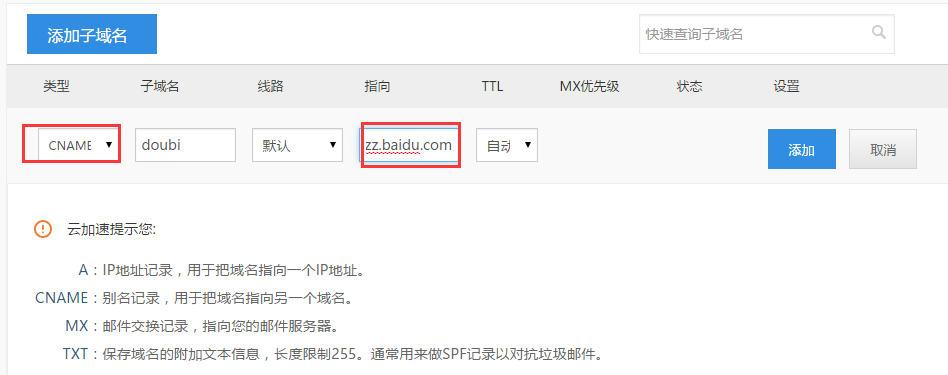 添加子域名
快速查询子域名
类型 子域名 线路 指向 TTL MX优先级 状态 设置
CNAME doubi 默认 zz.baidu.com 自动 添加 取消
云加速提示您:
A：IP地址记录，用于把域名指向一个IP地址。
CNAME：别名记录，用于把域名指向另一个域名。
MX：邮件交换记录，指向您的邮件服务器。
TXT：保存域名的附加文本信息，长度限制255。通常用来做SPF记录以对抗垃圾邮件。